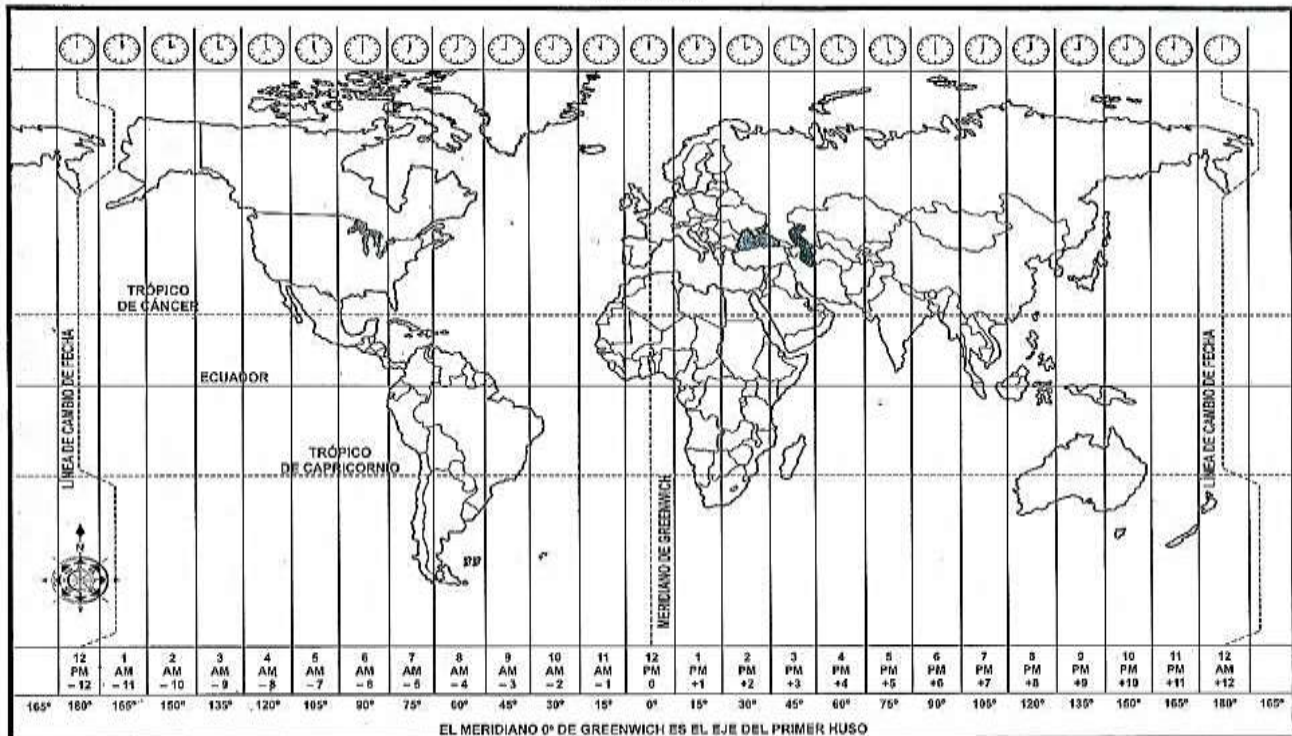 TRÓPICO
DE CÁNCER
ECUADOR
TRÓPICO
DE CAPRICORNIO
LINEA DE CAMBIO DE FECHA
MERIDIANO DE GREENWICH
LINEA DE CAMBIO DE FECHA
N
12 1 2 3 4 5 6 7 8 9 10 11 12 1 2 3 4 5 6 7 8 9 10 11 12
PM AM AM AM AM AM AM AM AM AM AM AM PM PM PM PM PM PM PM PM PM PM PM PM AM
–12 –11 –10 –9 –8 –7 –6 –5 –4 –3 –2 –1 0 +1 +2 +3 +4 +5 +6 +7 +8 +9 +10 +11 +12
165° 180° 165° 150° 135° 120° 105° 90° 75° 60° 45° 30° 15° 0° 15° 30° 45° 60° 75° 90° 105° 120° 135° 150° 165° 180° 165°
EL MERIDIANO 0° DE GREENWICH ES EL EJE DEL PRIMER HUSO